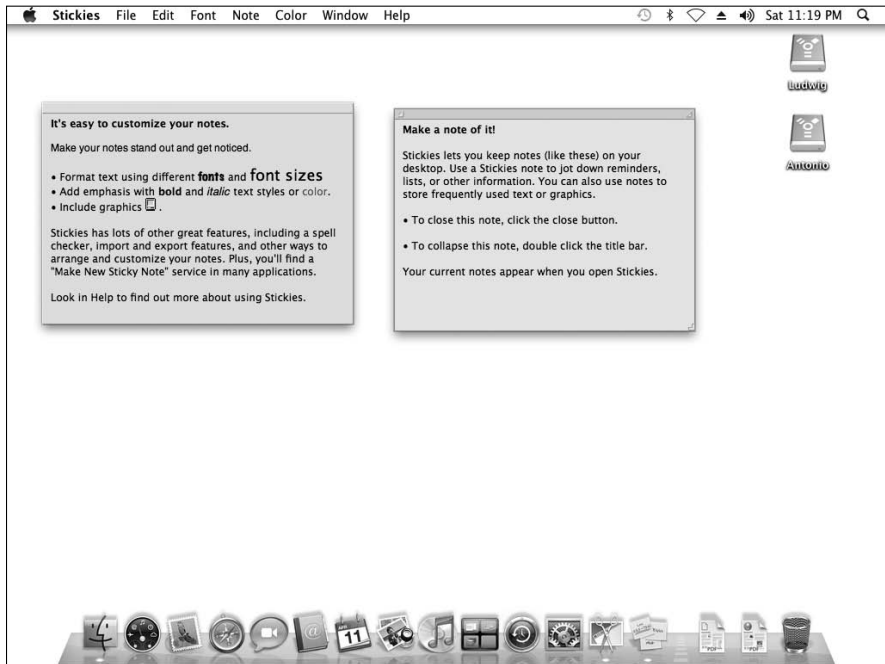 Stickies File Edit Font Note Color Window Help Sat 11:19 PM
Ludwig
Antonio
It's easy to customize your notes.
Make your notes stand out and get noticed.
• Format text using different fonts and font sizes
• Add emphasis with bold and italic text styles or color.
• Include graphics .
Stickies has lots of other great features, including a spell
checker, import and export features, and other ways to
arrange and customize your notes. Plus, you'll find a
"Make New Sticky Note" service in many applications.
Look in Help to find out more about using Stickies.
Make a note of it!
Stickies lets you keep notes (like these) on your
desktop. Use a Stickies note to jot down reminders,
lists, or other information. You can also use notes to
store frequently used text or graphics.
• To close this note, click the close button.
• To collapse this note, double click the title bar.
Your current notes appear when you open Stickies.
@
11
PDF
PDF